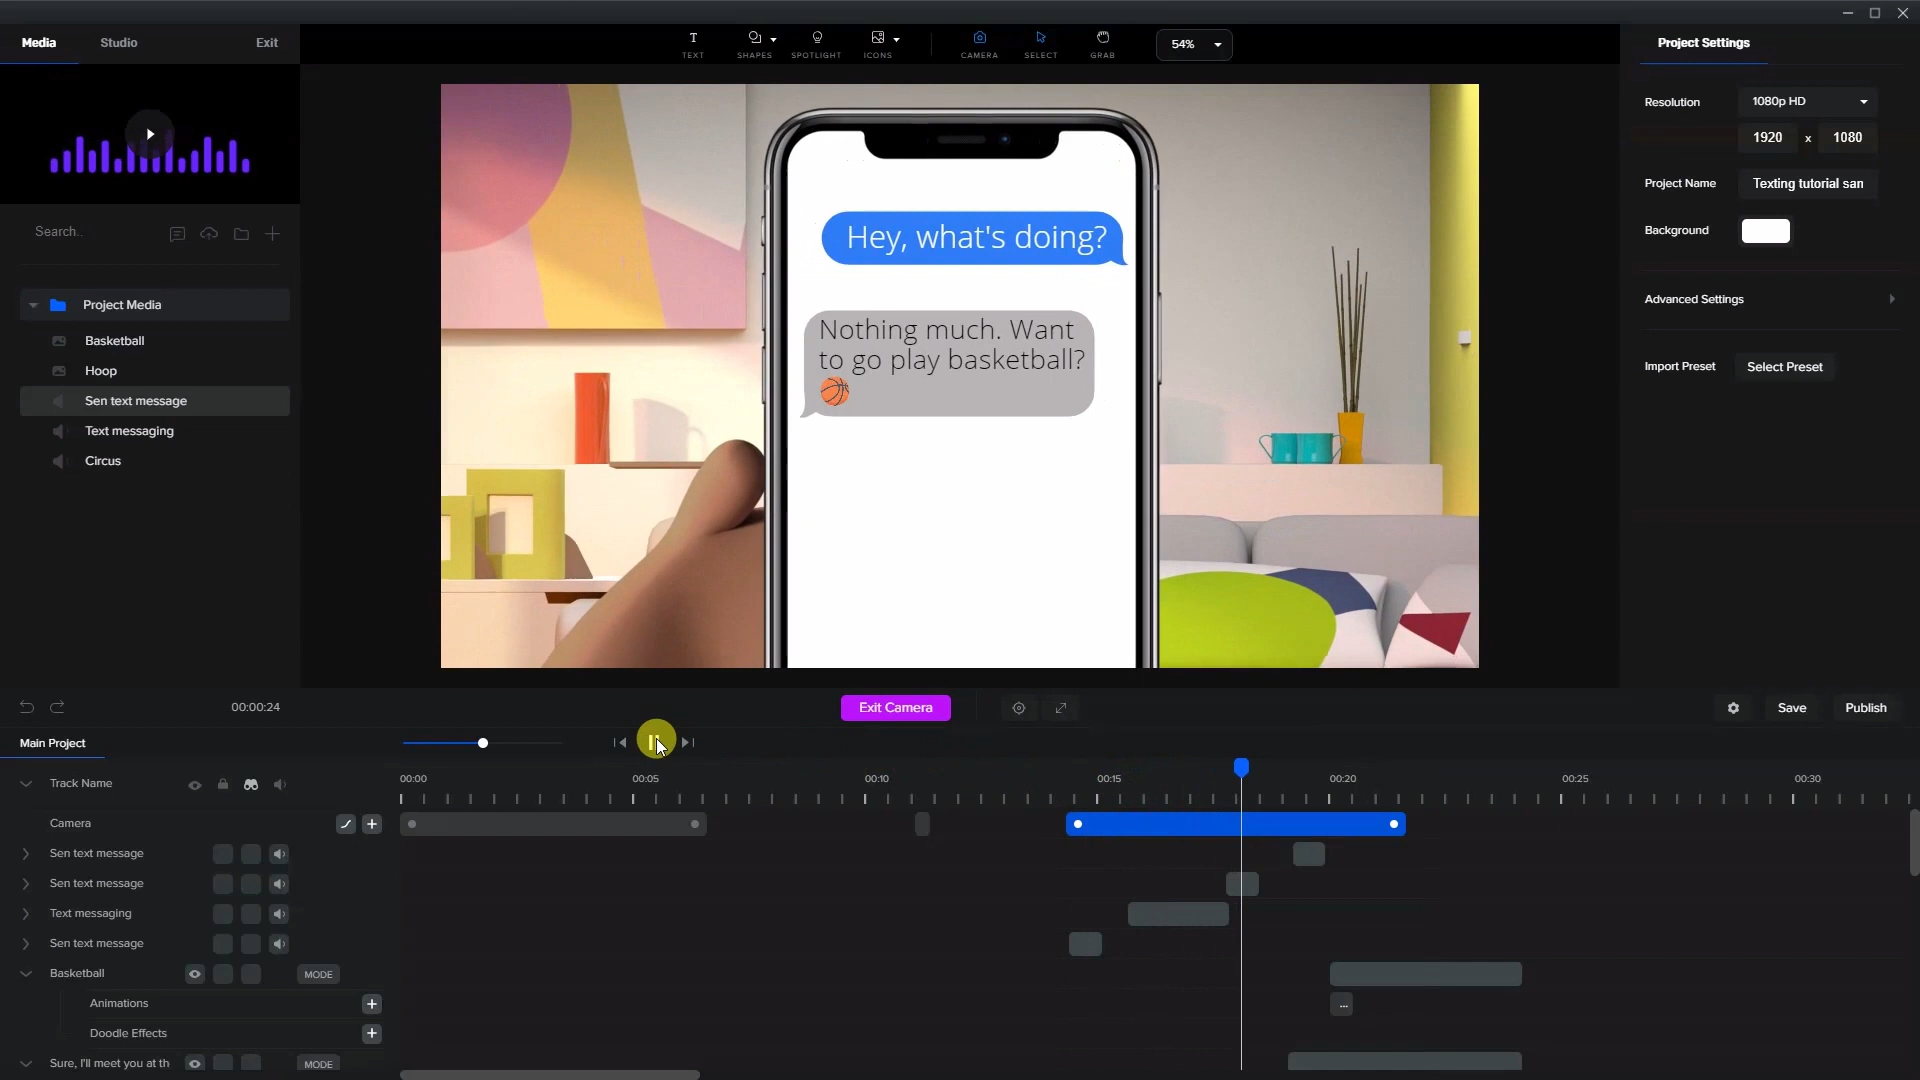 Media
Studio
Exit
TEXT
SHAPES
SPOTLIGHT
ICONS
CAMERA
SELECT
GRAB
54%
Project Settings
Resolution
1080p HD
1920 x 1080
Project Name
Texting tutorial san
Background
Advanced Settings
Import Preset
Select Preset
Search..
Project Media
Basketball
Hoop
Sen text message
Text messaging
Circus
Hey, what's doing?
Nothing much. Want
to go play basketball?
00:00:24
Exit Camera
Save
Publish
Main Project
Track Name
00:00
00:05
00:10
00:15
00:20
00:25
00:30
Camera
Sen text message
Sen text message
Text messaging
Sen text message
Basketball
MODE
Animations
...
Doodle Effects
Sure, I'll meet you at th
MODE